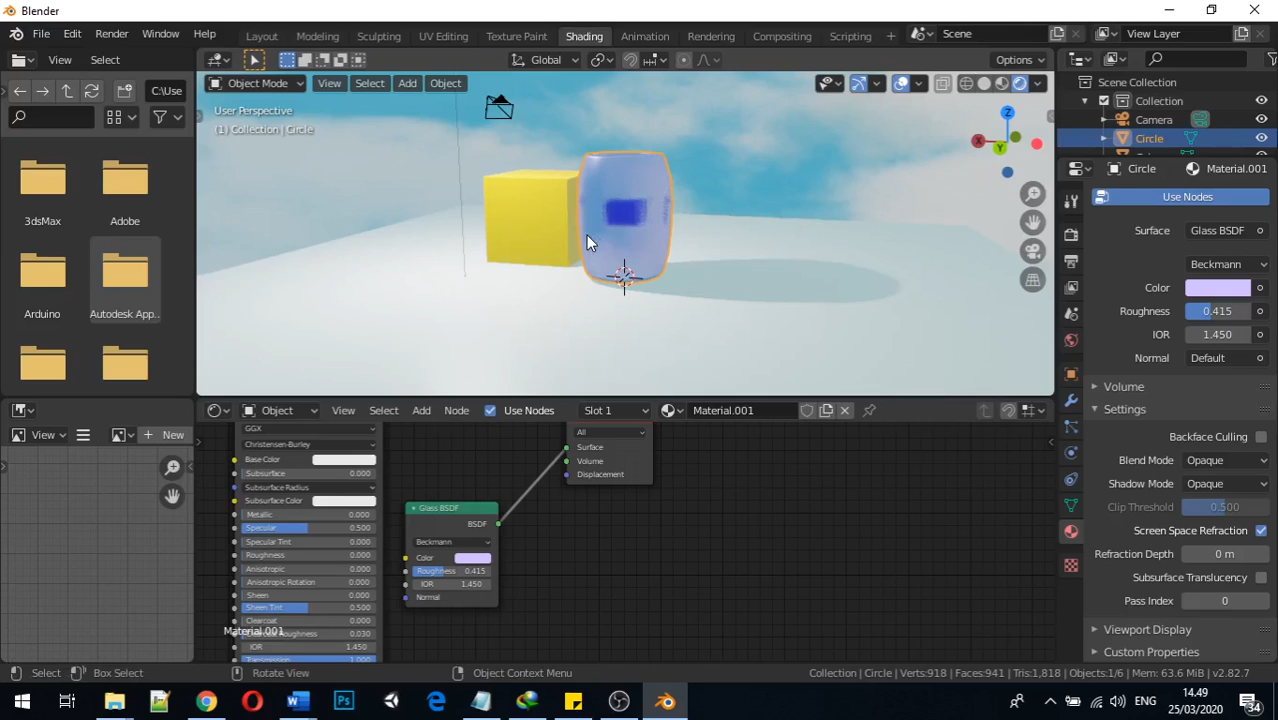 Blender
File Edit Render Window Help
Layout Modeling Sculpting UV Editing Texture Paint Shading Animation Rendering Compositing Scripting
Scene View Layer
View Select Global Options
Object Mode View Select Add Object
C:\Use
User Perspective
(1) Collection | Circle
Z
X
Y
3dsMax Adobe
Arduino Autodesk App..
Scene Collection
Collection
Camera
Circle
Circle Material.001
Use Nodes
Surface Glass BSDF
Beckmann
Color
Roughness 0.415
IOR 1.450
Normal Default
Volume
Settings
Backface Culling
Blend Mode Opaque
Shadow Mode Opaque
Clip Threshold 0.500
Screen Space Refraction
Refraction Depth 0 m
Subsurface Translucency
Pass Index 0
Viewport Display
Custom Properties
Object View Select Add Node Use Nodes Slot 1 Material.001
View New
GGX
Christensen-Burley
Base Color
Subsurface 0.000
Subsurface Radius
Subsurface Color
Metallic 0.000
Specular 0.500
Specular Tint 0.000
Roughness 0.000
Anisotropic 0.000
Anisotropic Rotation 0.000
Sheen 0.000
Sheen Tint 0.500
Clearcoat 0.000
Clearcoat Roughness 0.030
IOR 1.450
Transmission 1.000
Material.001
Glass BSDF
BSDF
Beckmann
Color
Roughness 0.415
IOR 1.450
Normal
All
Surface
Volume
Displacement
Select Box Select Rotate View Object Context Menu Collection | Circle | Verts:918 | Faces:941 | Tris:1,818 | Objects:1/6 | Mem: 63.6 MiB | v2.82.7
ENG 14.49
25/03/2020
34